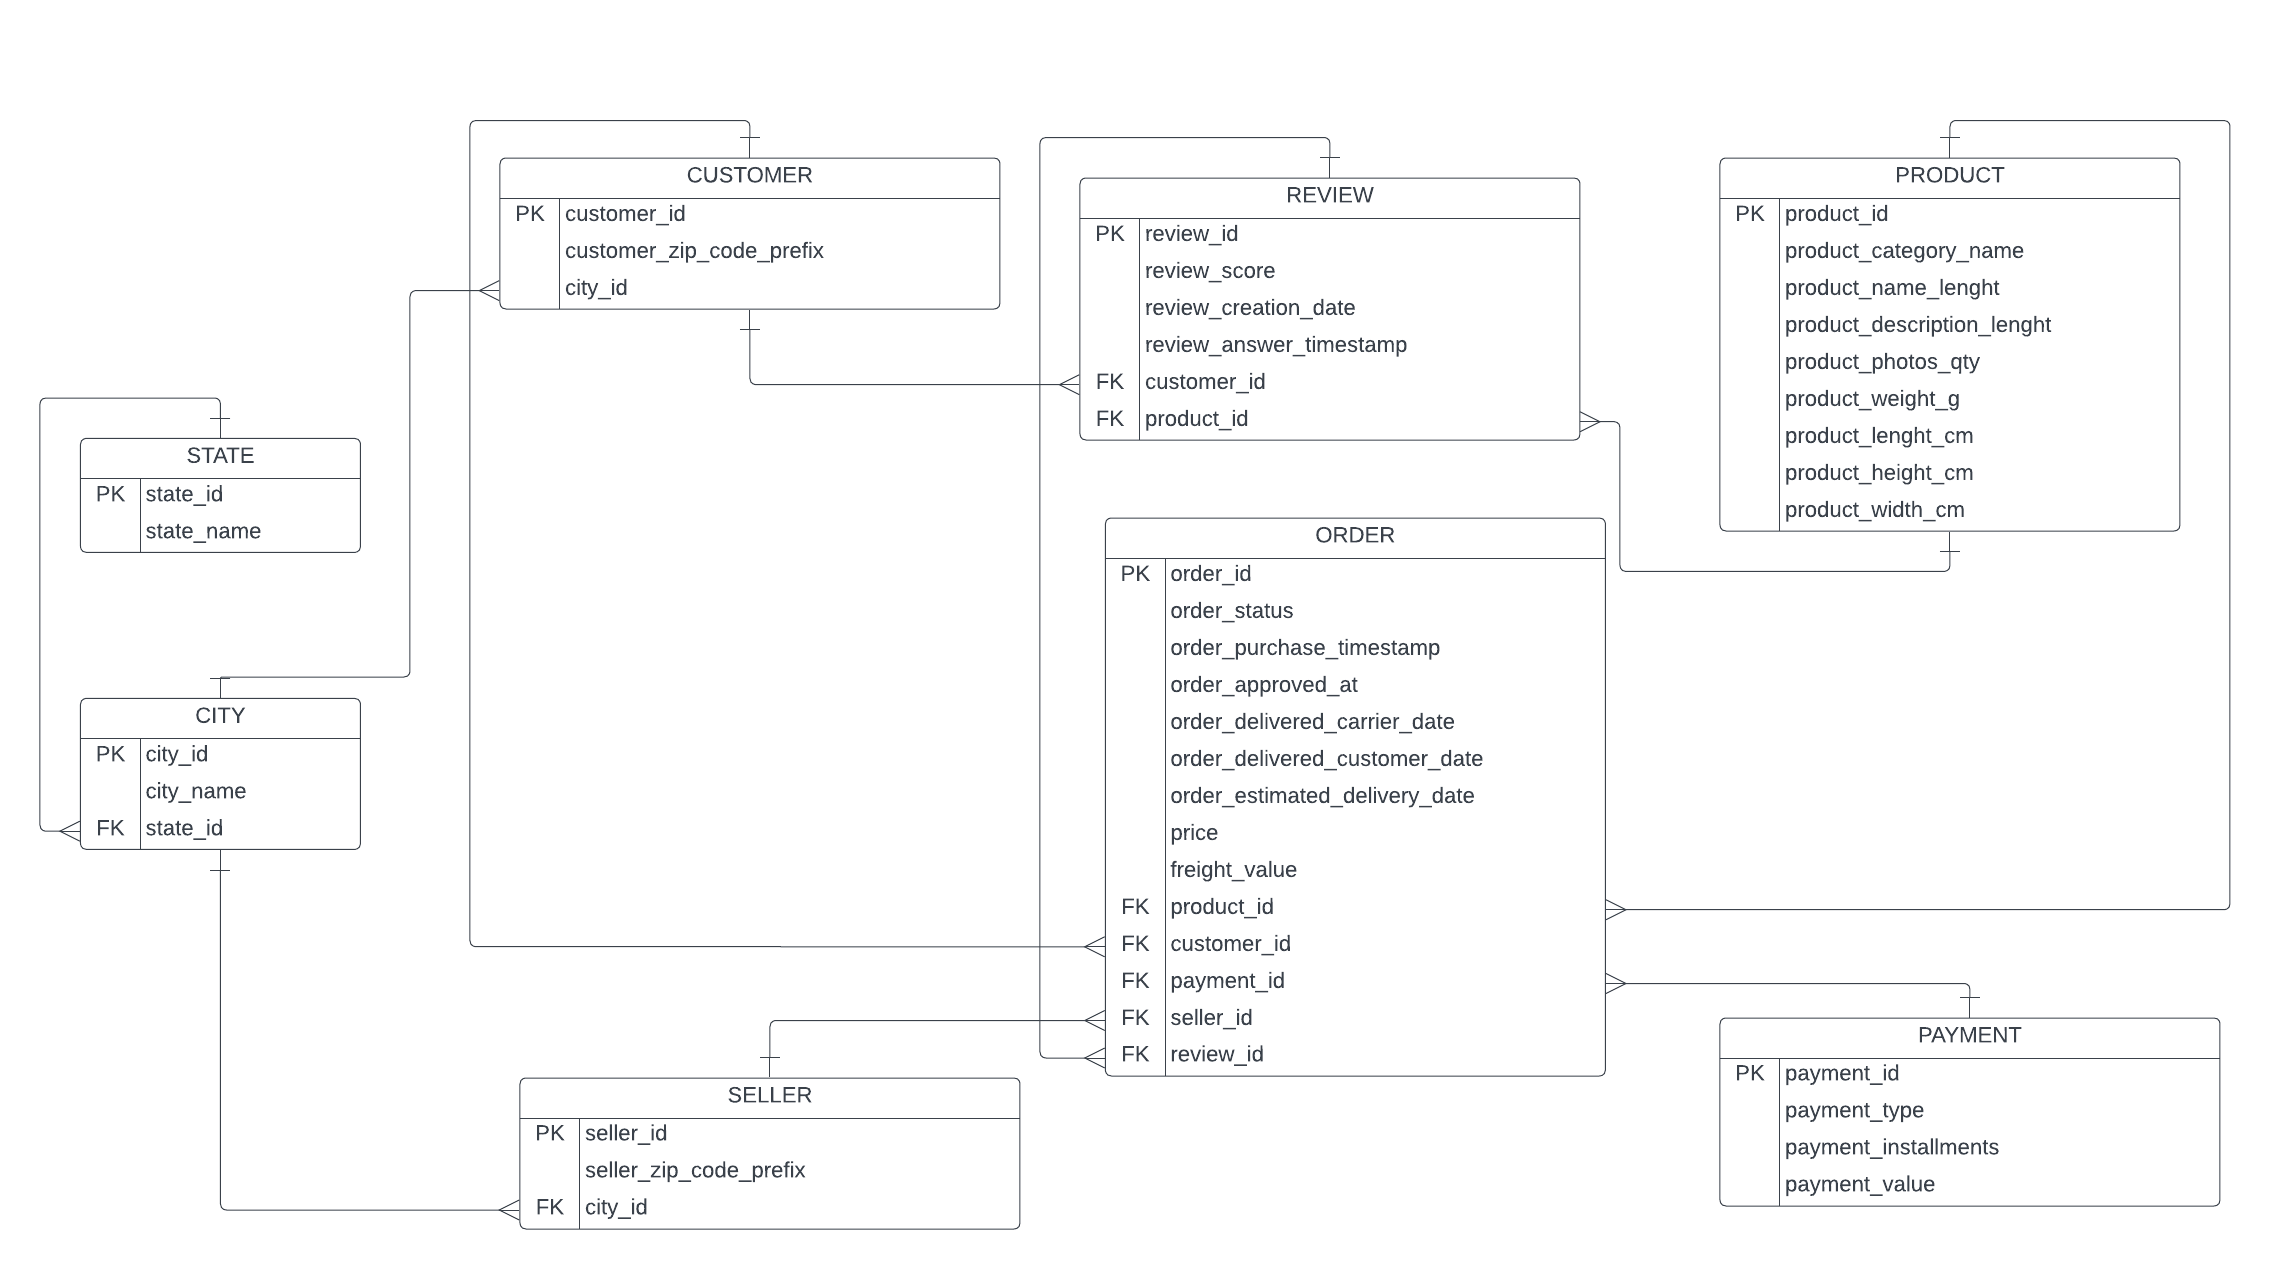 CUSTOMER
PK customer_id
customer_zip_code_prefix
city_id
REVIEW
PK review_id
review_score
review_creation_date
review_answer_timestamp
FK customer_id
FK product_id
PRODUCT
PK product_id
product_category_name
product_name_lenght
product_description_lenght
product_photos_qty
product_weight_g
product_lenght_cm
product_height_cm
product_width_cm
STATE
PK state_id
state_name
ORDER
PK order_id
order_status
order_purchase_timestamp
order_approved_at
order_delivered_carrier_date
order_delivered_customer_date
order_estimated_delivery_date
price
freight_value
FK product_id
FK customer_id
FK payment_id
FK seller_id
FK review_id
CITY
PK city_id
city_name
FK state_id
SELLER
PK seller_id
seller_zip_code_prefix
FK city_id
PAYMENT
PK payment_id
payment_type
payment_installments
payment_value